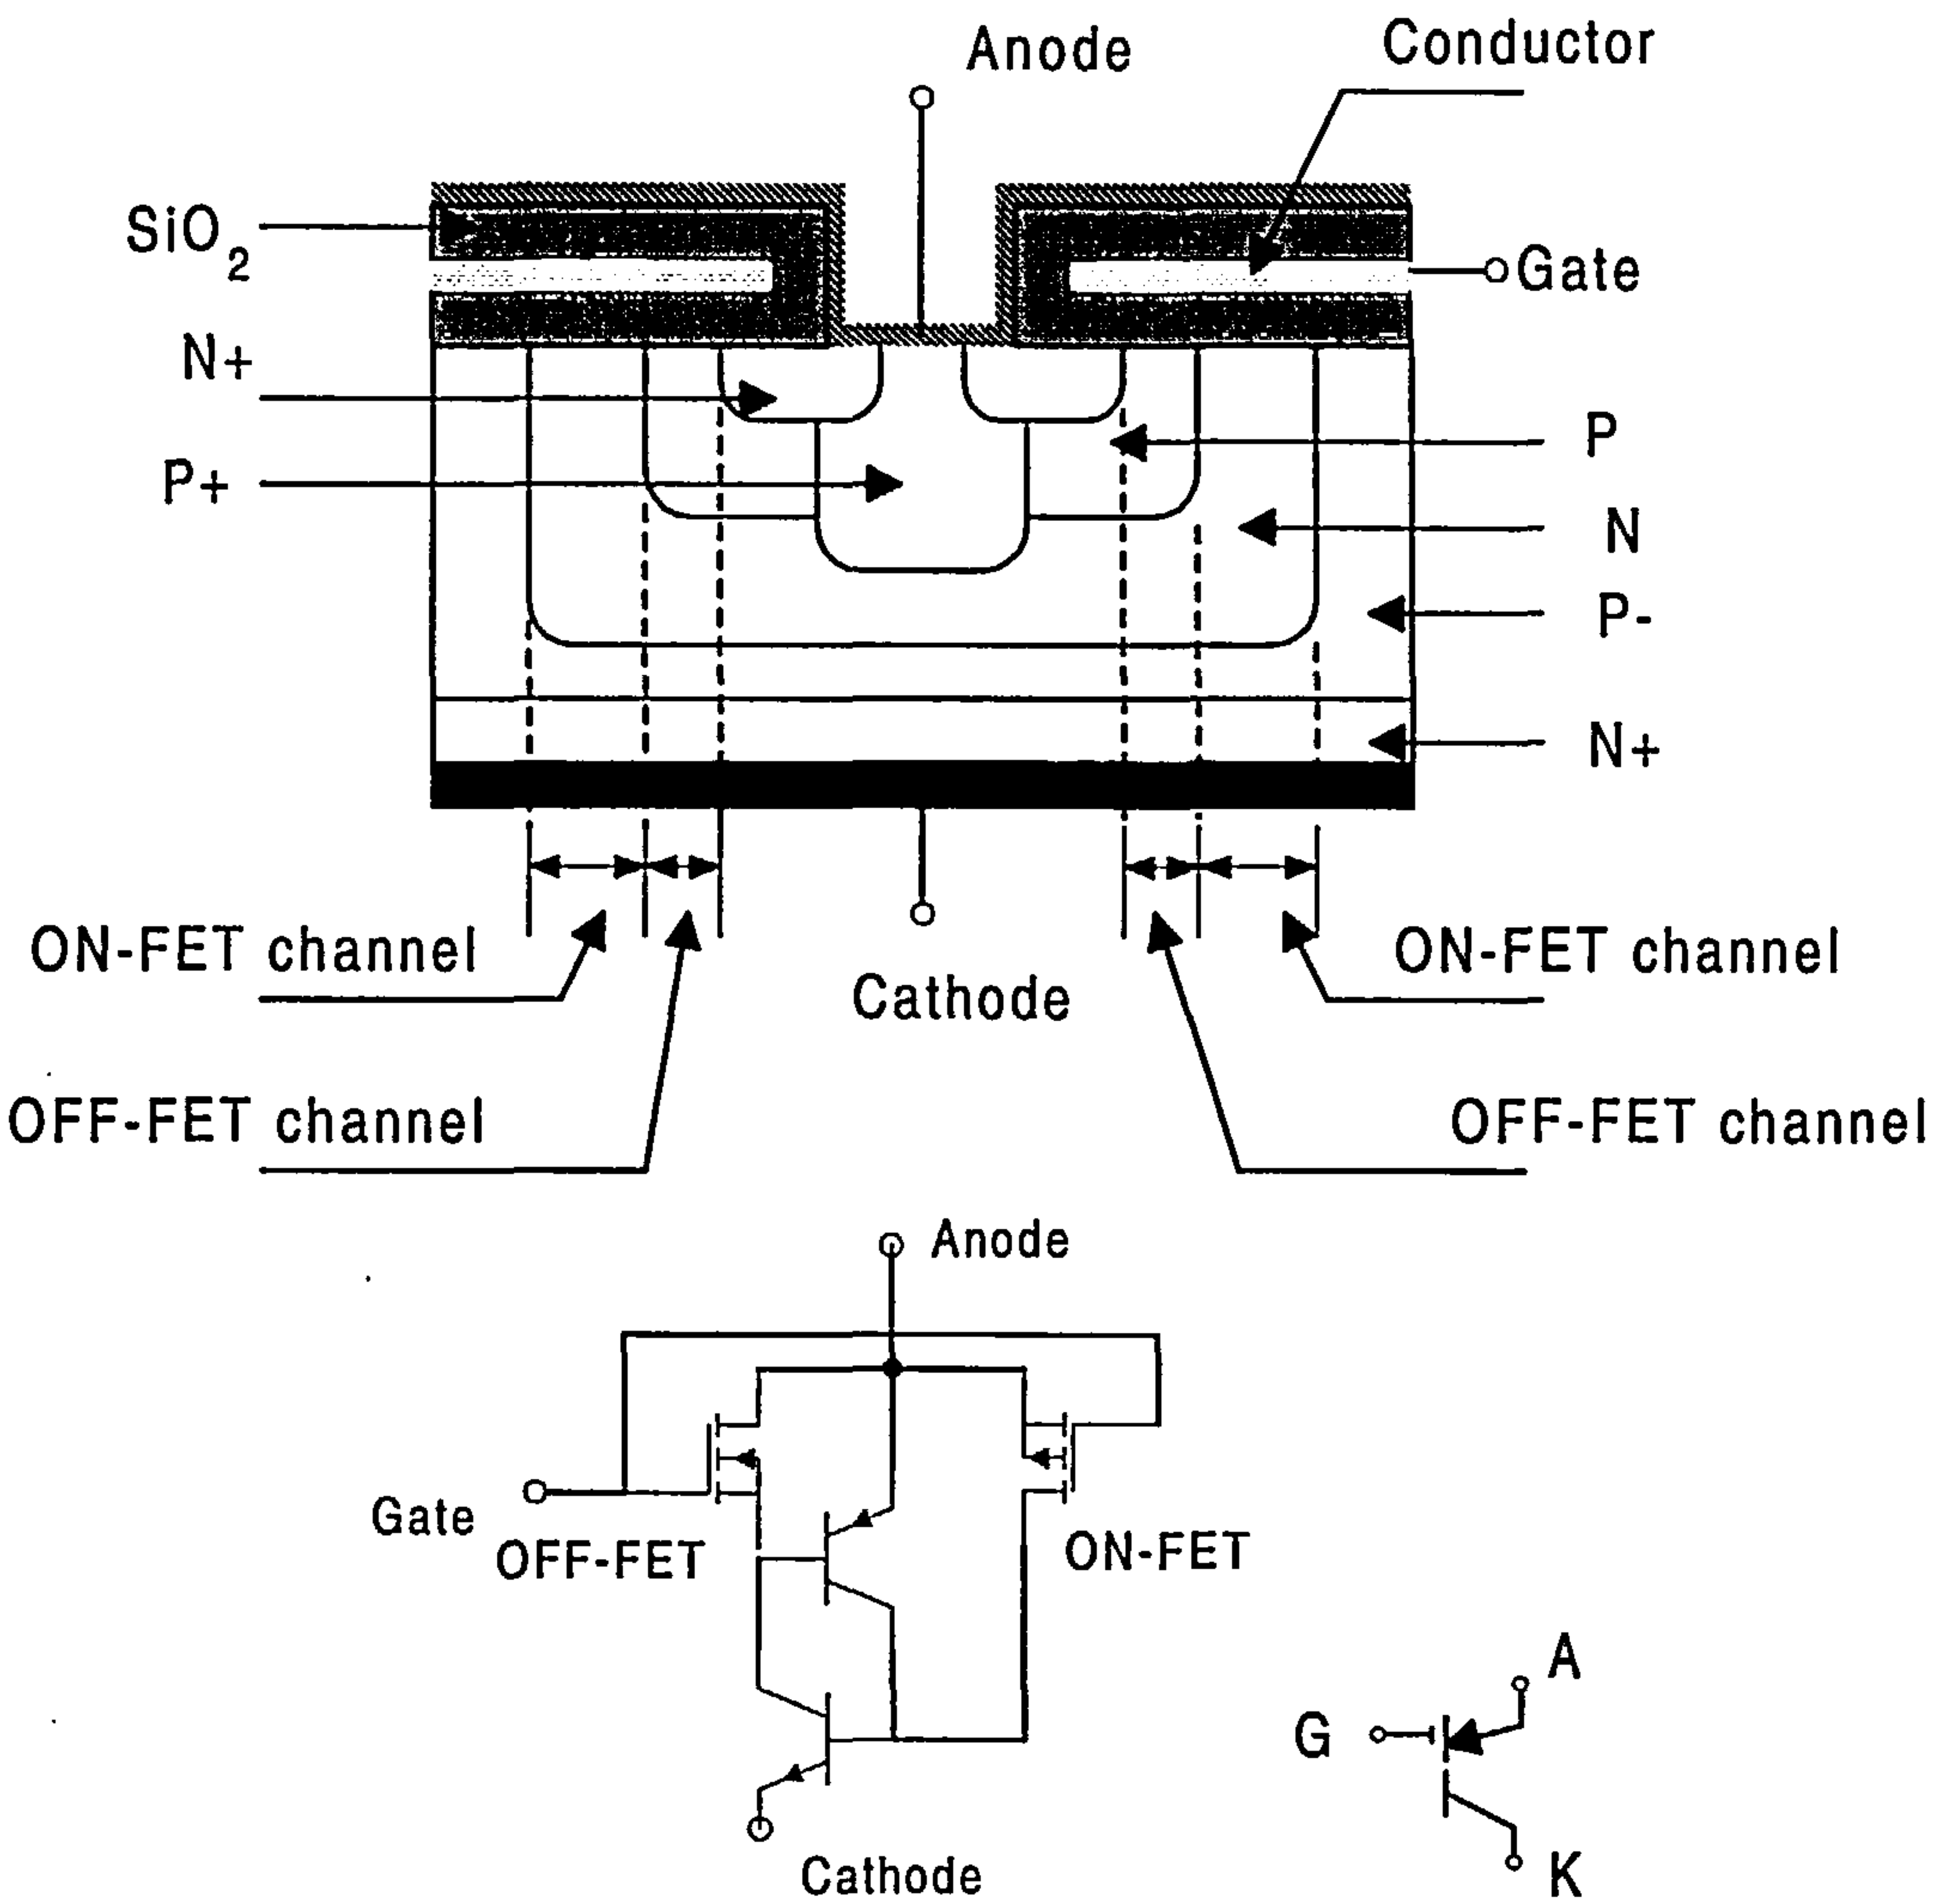 Anode
Conductor
SiO2
Gate
N+
P
P+
N
P-
N+
ON-FET channel
ON-FET channel
Cathode
OFF-FET channel
OFF-FET channel
Anode
Gate
OFF-FET
ON-FET
A
G
K
Cathode